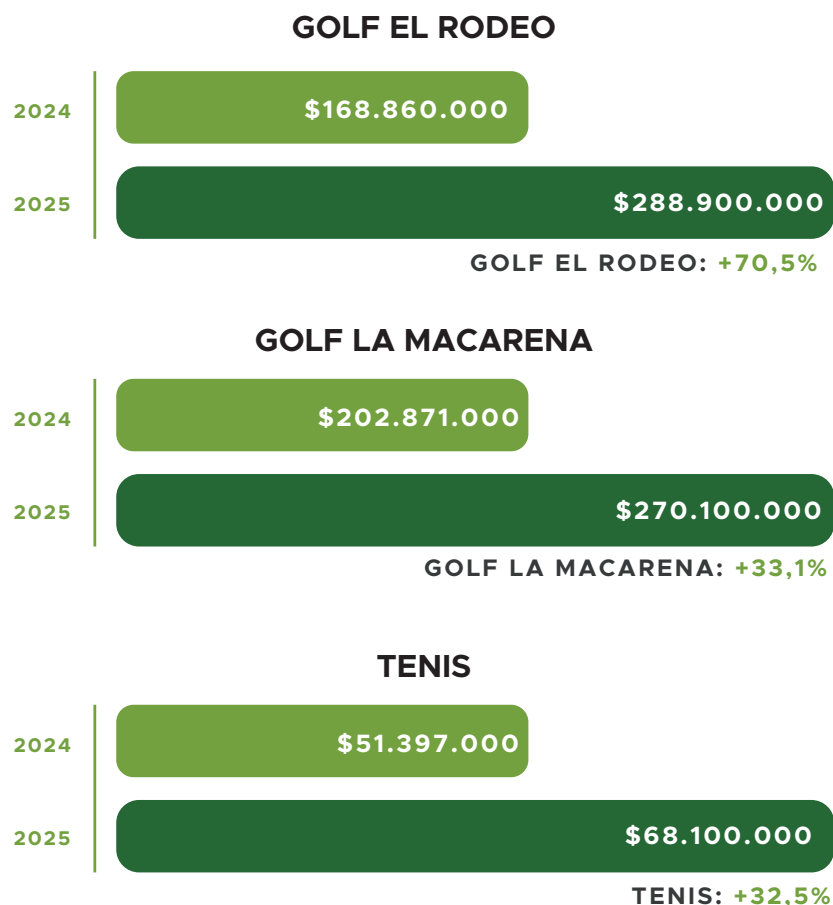 GOLF EL RODEO
2024 $168.860.000
2025 $288.900.000
GOLF EL RODEO: +70,5%
GOLF LA MACARENA
2024 $202.871.000
2025 $270.100.000
GOLF LA MACARENA: +33,1%
TENIS
2024 $51.397.000
2025 $68.100.000
TENIS: +32,5%